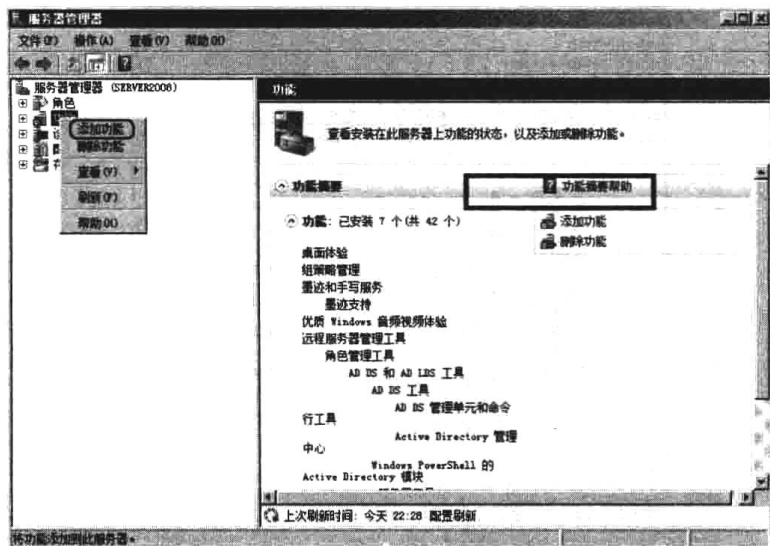 服务器管理器
文件(F) 操作(A) 查看(V) 帮助(H)
服务器管理器 (SERVER2008)
角色
添加功能
删除功能
查看(V)
刷新(F)
帮助(H)
功能
查看安装在此服务器上功能的状态，以及添加或删除功能。
功能摘要
功能摘要帮助
功能: 已安装 7 个(共 42 个)
添加功能
删除功能
桌面体验
组策略管理
墨迹和手写服务
墨迹支持
优质 Windows 音频视频体验
远程服务器管理工具
角色管理工具
AD DS 和 AD LDS 工具
AD DS 工具
AD DS 管理单元和命令
行工具
Active Directory 管理
中心
Windows PowerShell 的
Active Directory 模块
上次刷新时间: 今天 22:28 配置刷新
将功能添加到此服务器。